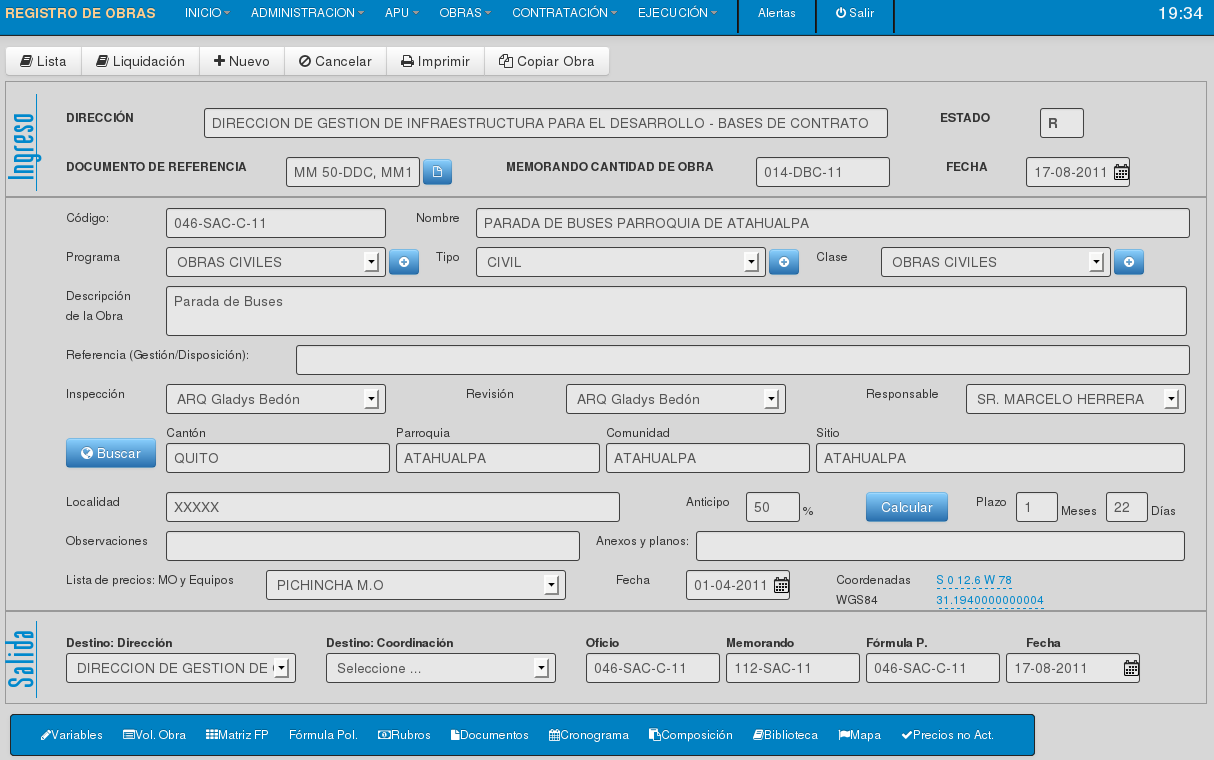 REGISTRO DE OBRAS INICIO ADMINISTRACION APU OBRAS CONTRATACIÓN EJECUCIÓN Alertas Salir 19:34
Lista Liquidación Nuevo Cancelar Imprimir Copiar Obra
Ingreso
DIRECCIÓN DIRECCION DE GESTION DE INFRAESTRUCTURA PARA EL DESARROLLO - BASES DE CONTRATO ESTADO R
DOCUMENTO DE REFERENCIA MM 50-DDC, MM1 MEMORANDO CANTIDAD DE OBRA 014-DBC-11 FECHA 17-08-2011
Código: 046-SAC-C-11 Nombre PARADA DE BUSES PARROQUIA DE ATAHUALPA
Programa OBRAS CIVILES Tipo CIVIL Clase OBRAS CIVILES
Descripción de la Obra Parada de Buses
Referencia (Gestión/Disposición):
Inspección ARQ Gladys Bedón Revisión ARQ Gladys Bedón Responsable SR. MARCELO HERRERA
Cantón Parroquia Comunidad Sitio
Buscar QUITO ATAHUALPA ATAHUALPA ATAHUALPA
Localidad XXXXX Anticipo 50 % Calcular Plazo 1 Meses 22 Días
Observaciones Anexos y planos:
Lista de precios: MO y Equipos PICHINCHA M.O Fecha 01-04-2011 Coordenadas S 0 12.6 W 78
WGS84 31.1940000000004
Salida
Destino: Dirección Destino: Coordinación Oficio Memorando Fórmula P. Fecha
DIRECCION DE GESTION DE Seleccione ... 046-SAC-C-11 112-SAC-11 046-SAC-C-11 17-08-2011
Variables Vol. Obra Matriz FP Fórmula Pol. Rubros Documentos Cronograma Composición Biblioteca Mapa Precios no Act.